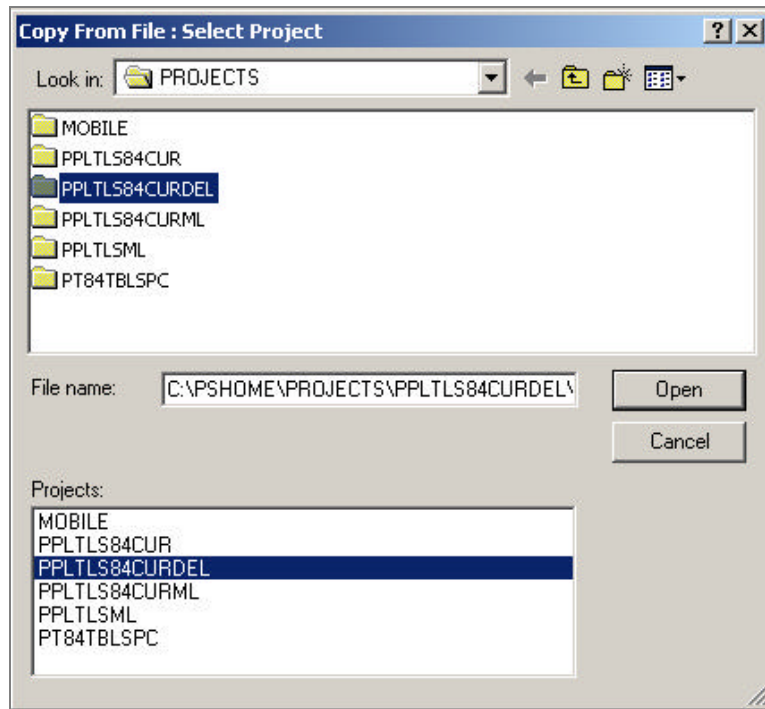 Copy From File : Select Project
Look in: PROJECTS
MOBILE
PPLTLS84CUR
PPLTLS84CURDEL
PPLTLS84CURML
PPLTLSML
PT84TBLSPC
File name: C:\PSHOME\PROJECTS\PPLTLS84CURDEL\
Open
Cancel
Projects:
MOBILE
PPLTLS84CUR
PPLTLS84CURDEL
PPLTLS84CURML
PPLTLSML
PT84TBLSPC